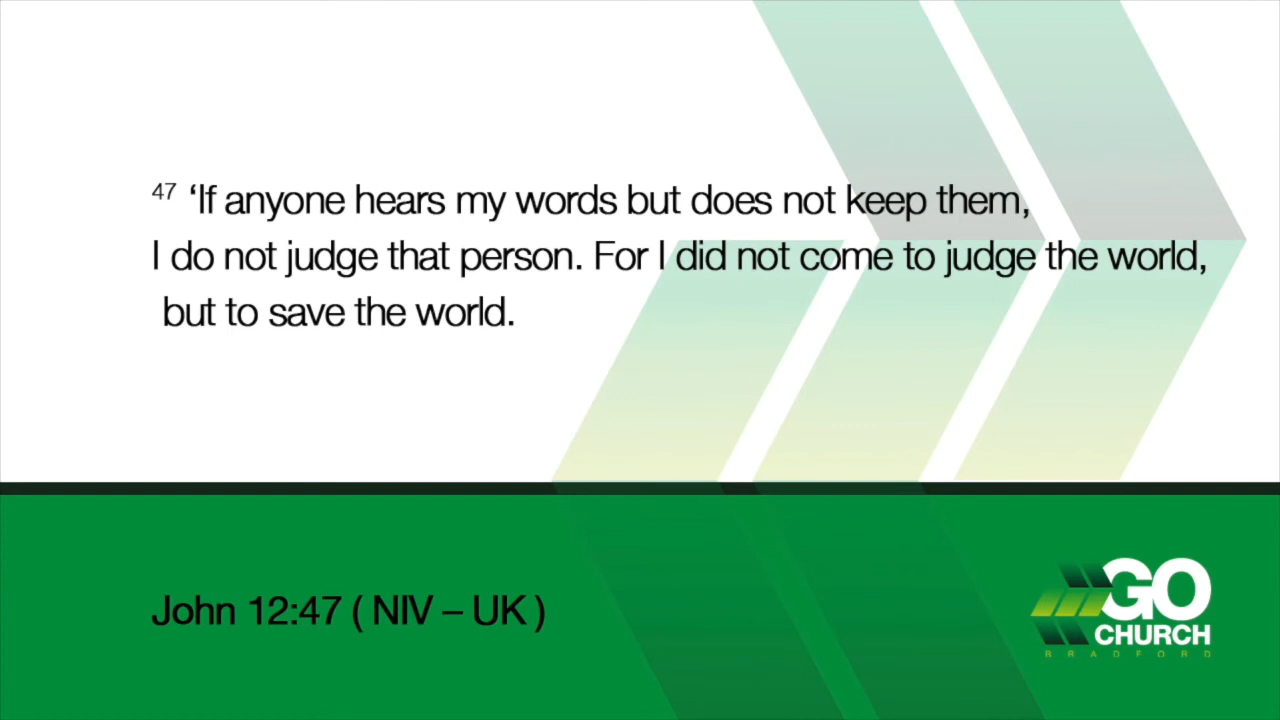 47 ‘If anyone hears my words but does not keep them,
I do not judge that person. For I did not come to judge the world,
but to save the world.
John 12:47 ( NIV – UK )
GO
CHURCH
BRADFORD